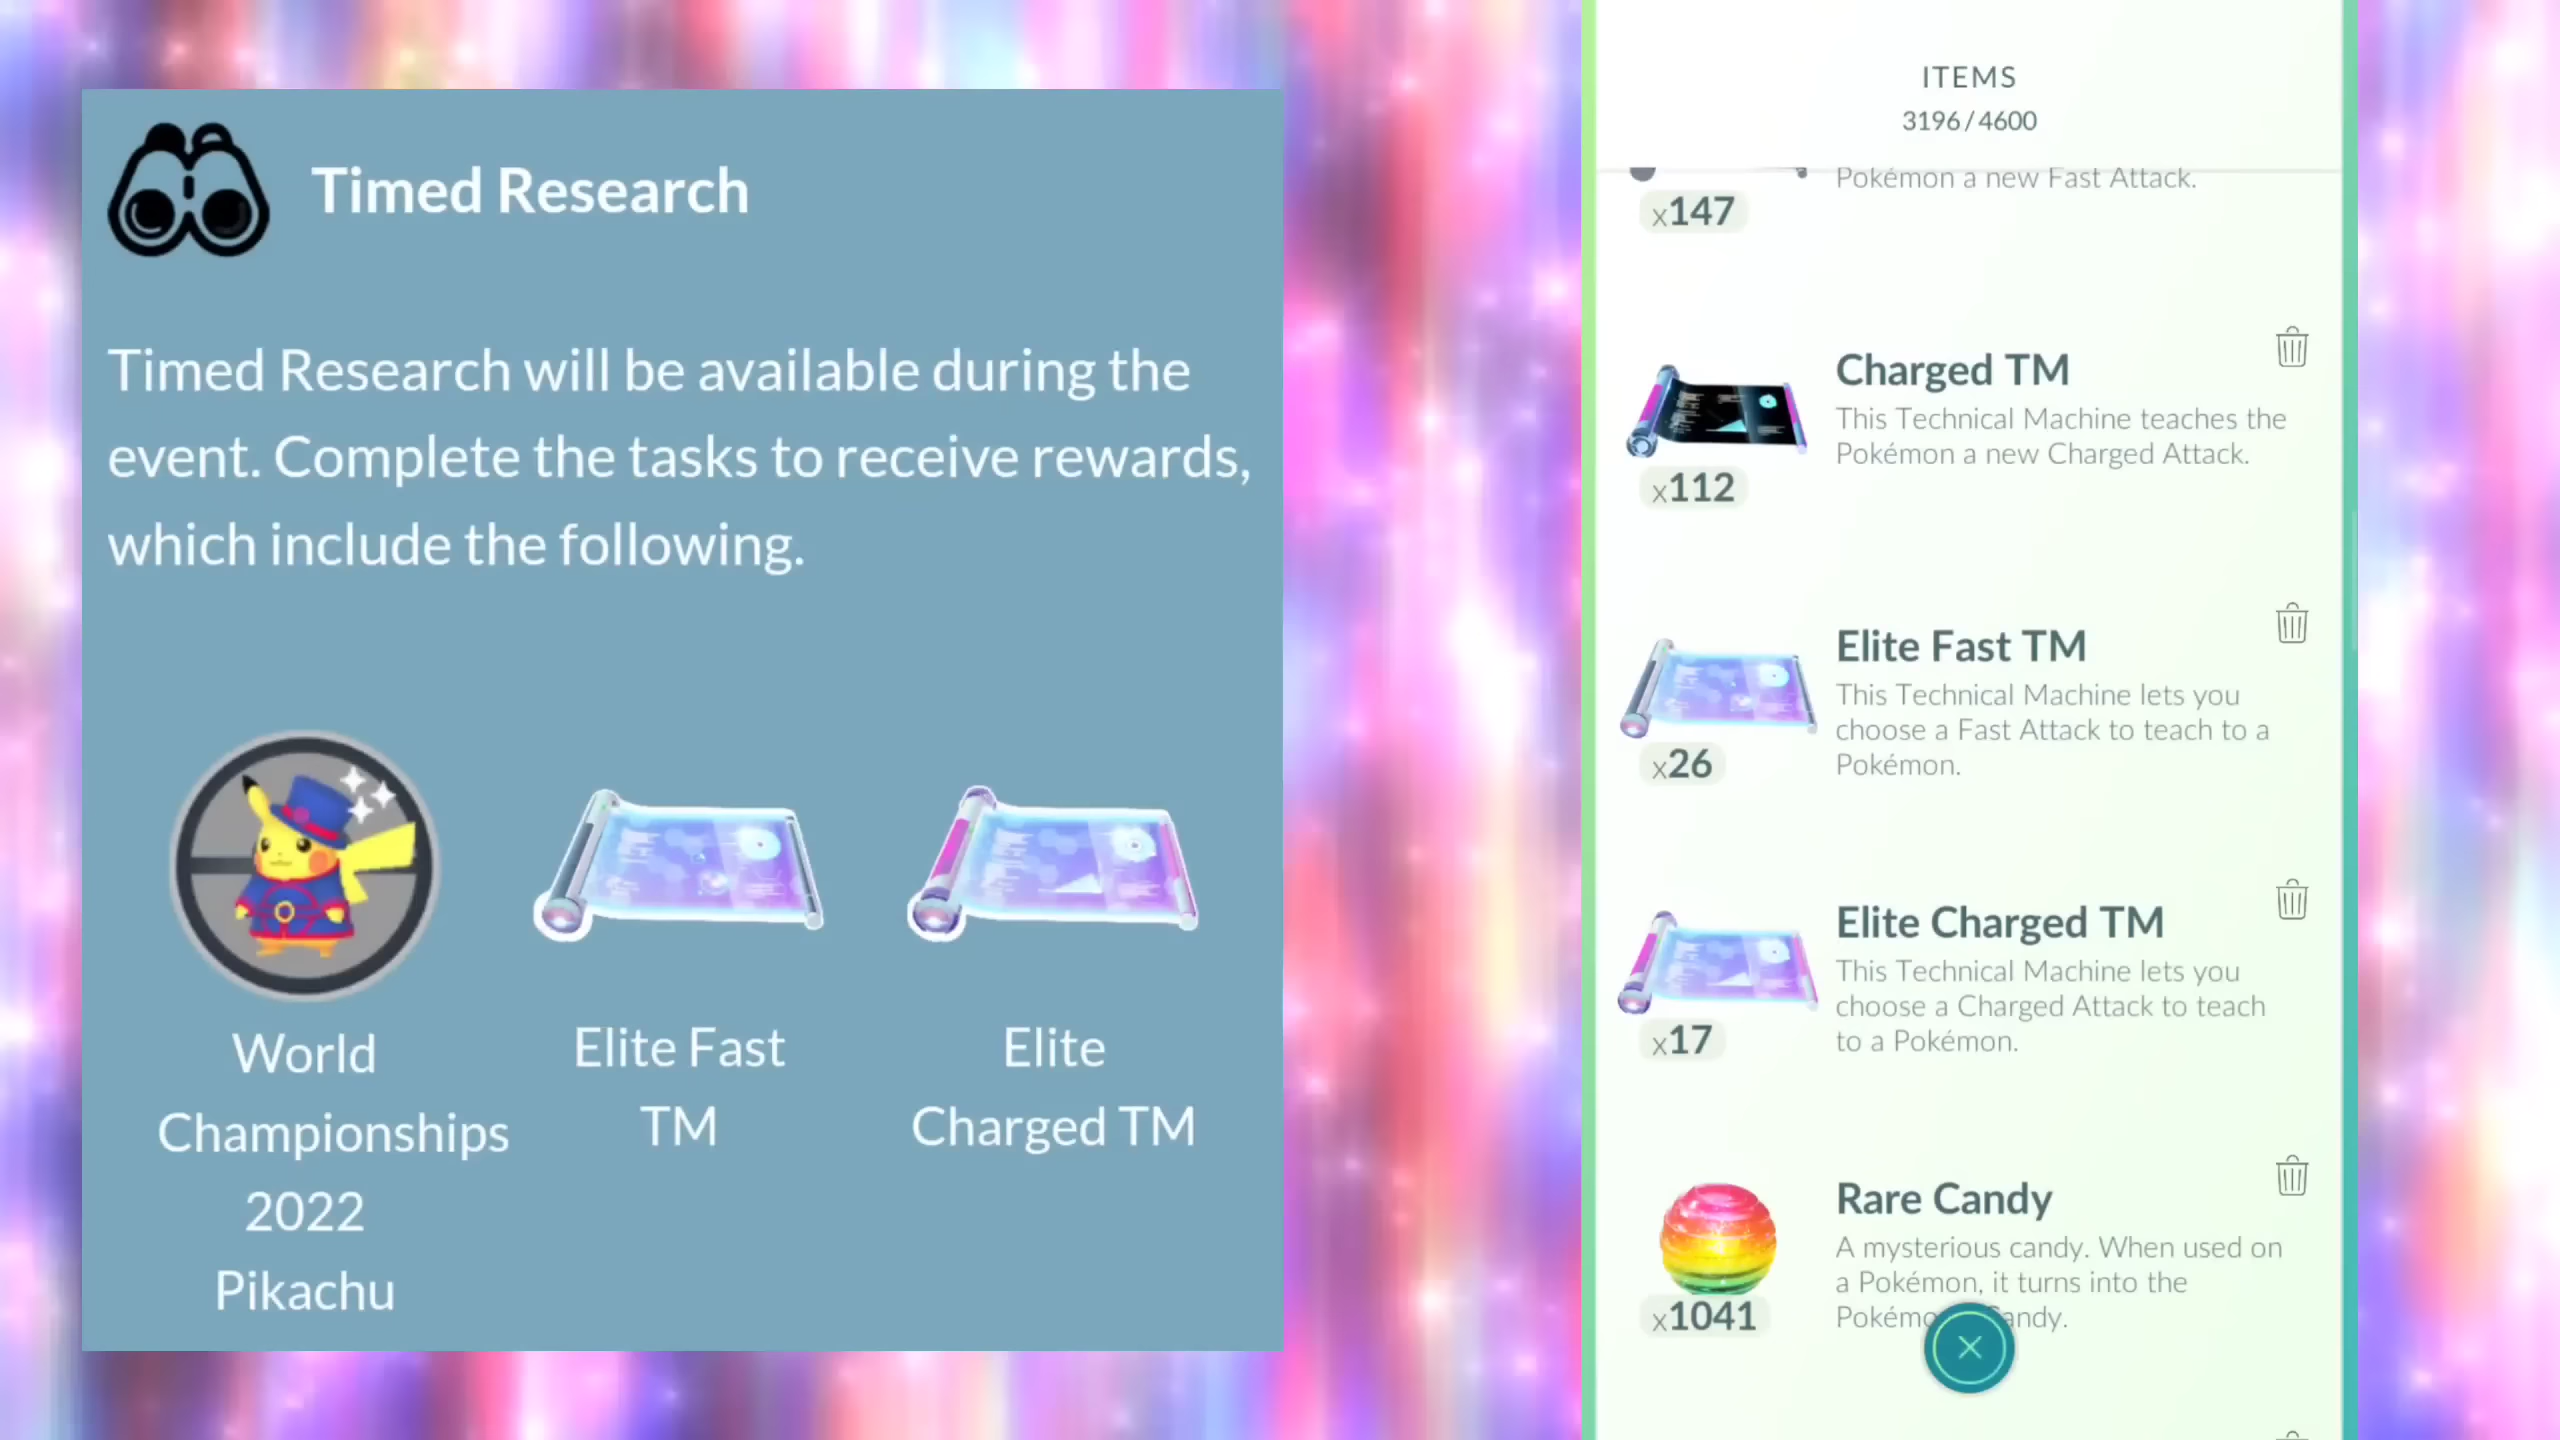 Timed Research
Timed Research will be available during the
event. Complete the tasks to receive rewards,
which include the following.
World
Championships
2022
Pikachu
Elite Fast
TM
Elite
Charged TM
ITEMS
3196/4600
Pokémon a new Fast Attack.
x147
Charged TM
This Technical Machine teaches the
Pokémon a new Charged Attack.
x112
Elite Fast TM
This Technical Machine lets you
choose a Fast Attack to teach to a
Pokémon.
x26
Elite Charged TM
This Technical Machine lets you
choose a Charged Attack to teach
to a Pokémon.
x17
Rare Candy
A mysterious candy. When used on
a Pokémon, it turns into the
x1041